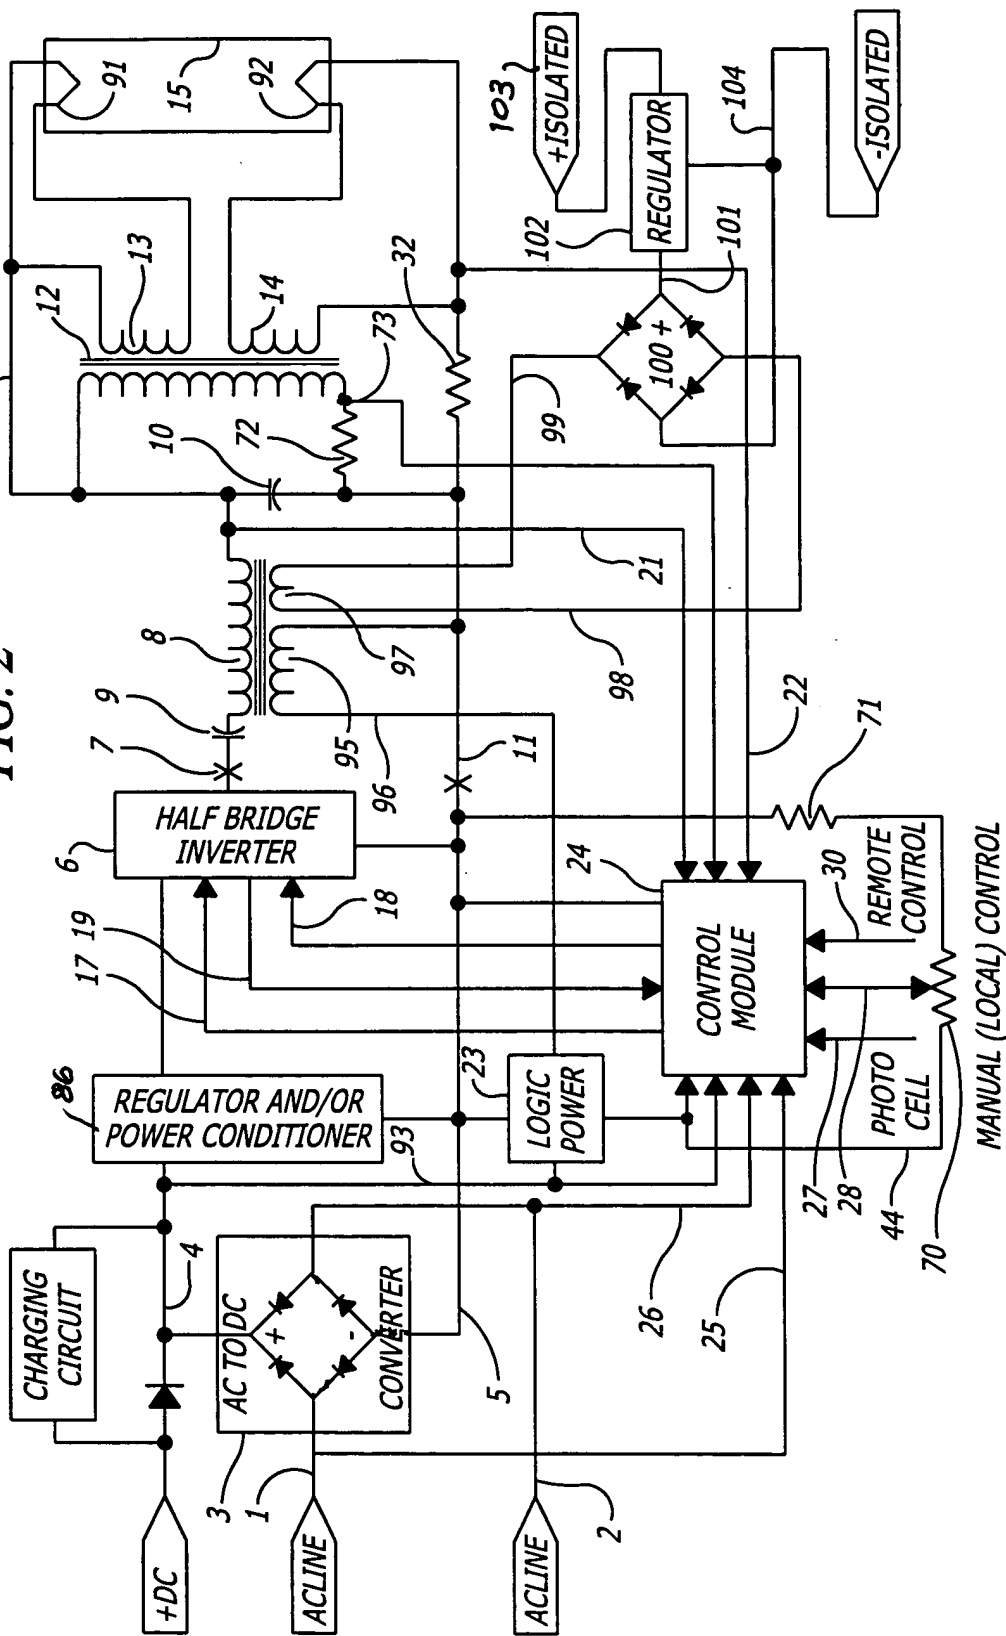 FIG. 2
+DC
ACLINE
ACLINE
CHARGING
CIRCUIT
4
3
1
2
AC TO DC
CONVERTER
+
-
5
86
REGULATOR AND/OR
POWER CONDITIONER
93
23
LOGIC
POWER
26
25
17
19
18
6
HALF BRIDGE
INVERTER
7
9
8
95
96
97
98
99
11
10
72
73
12
13
14
15
91
92
32
21
22
24
CONTROL
MODULE
27
28
30
PHOTO
CELL
REMOTE
CONTROL
44
70
71
MANUAL (LOCAL) CONTROL
100 +
101
102
REGULATOR
103
+ISOLATED
104
-ISOLATED